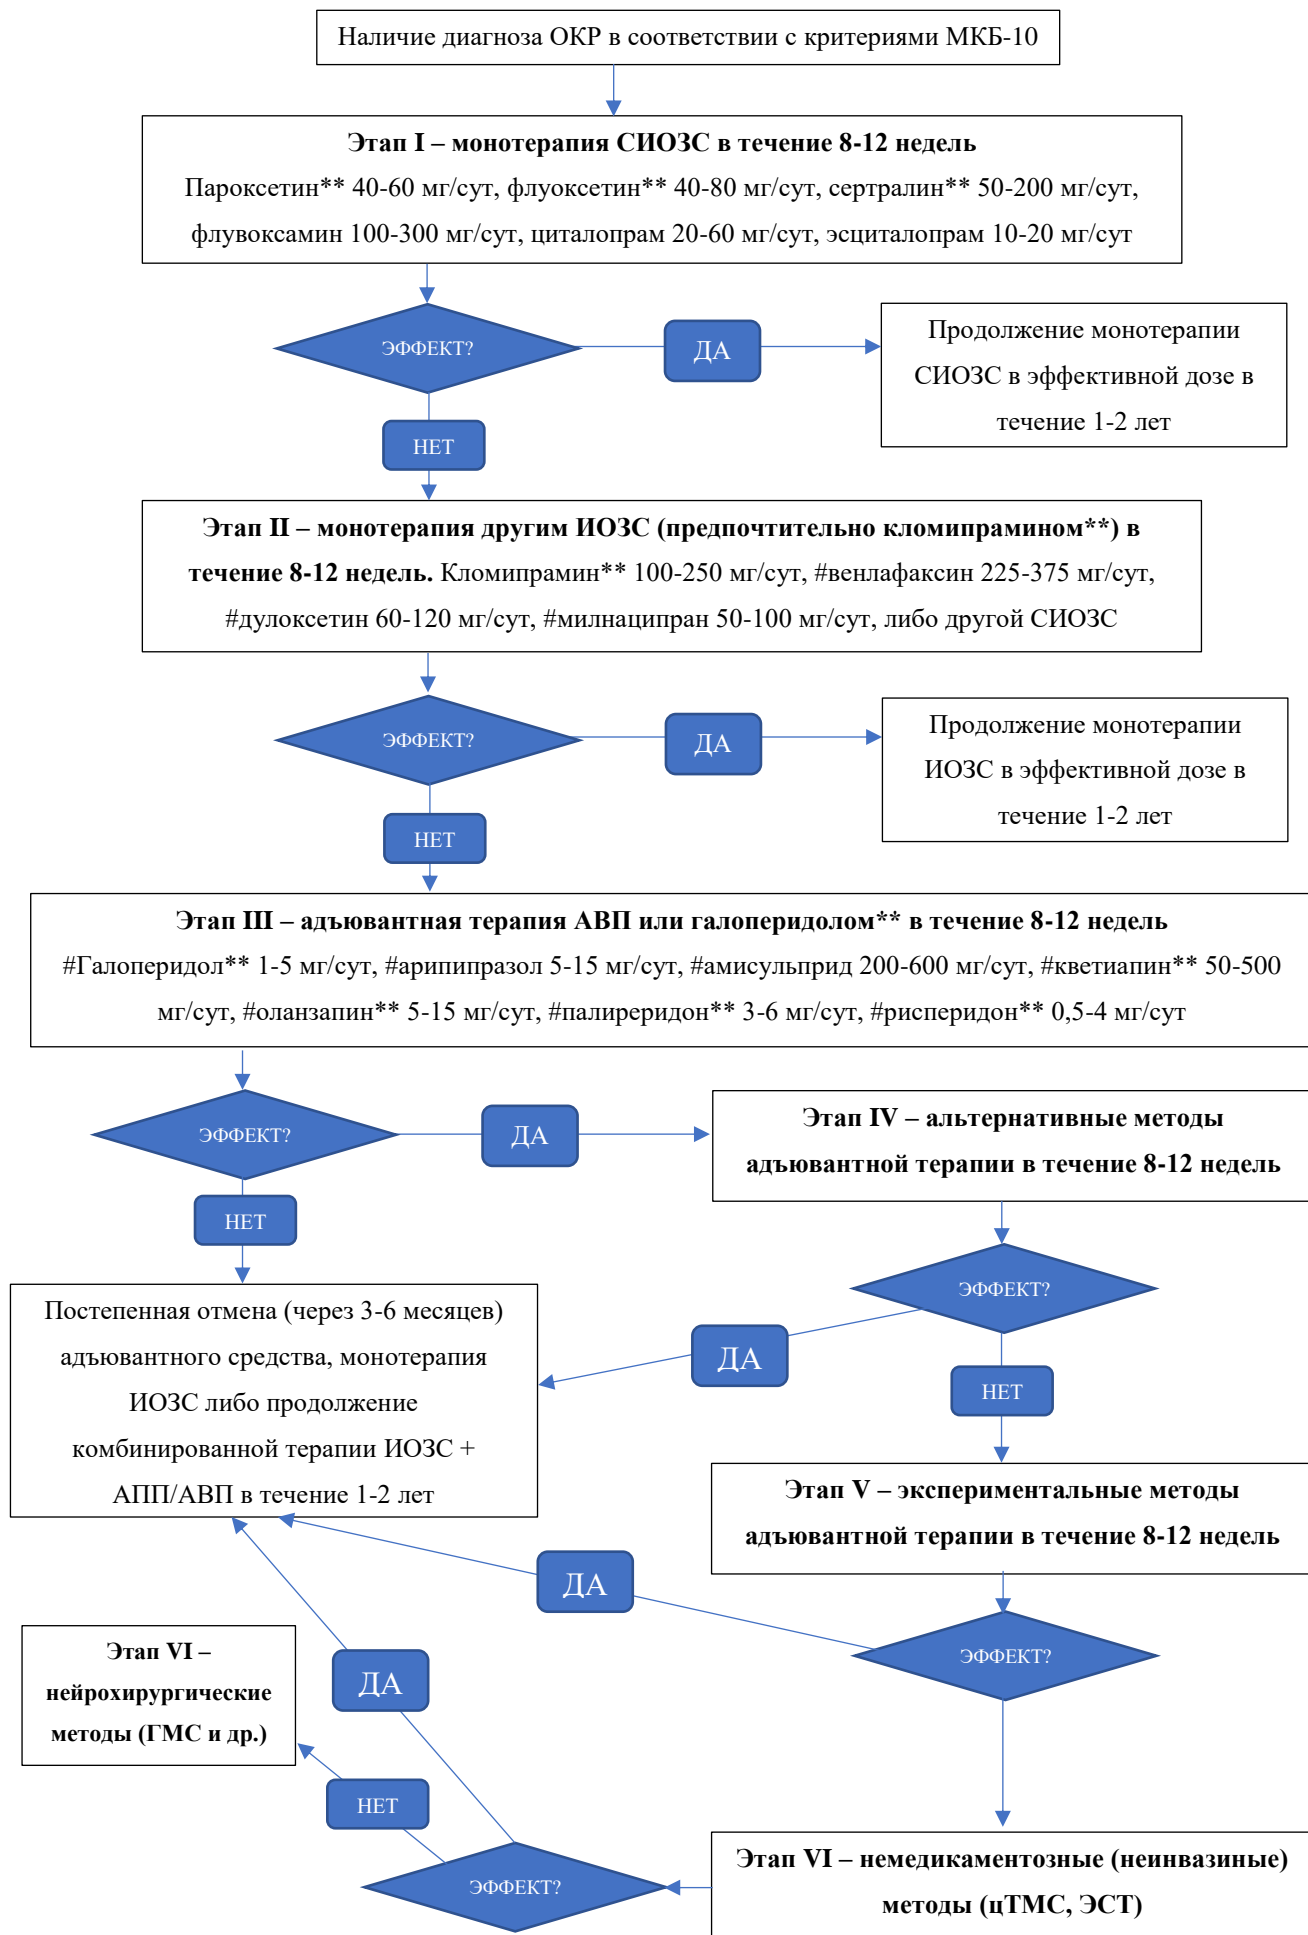 Наличие диагноза ОКР в соответствии с критериями МКБ-10
Этап I – монотерапия СИОЗС в течение 8-12 недель
Пароксетин** 40-60 мг/сут, флуоксетин** 40-80 мг/сут, сертралин** 50-200 мг/сут,
флувоксамин 100-300 мг/сут, циталопрам 20-60 мг/сут, эсциталопрам 10-20 мг/сут
ЭФФЕКТ?
ДА
Продолжение монотерапии
СИОЗС в эффективной дозе в
течение 1-2 лет
НЕТ
Этап II – монотерапия другим ИОЗС (предпочтительно кломипрамином**) в
течение 8-12 недель. Кломипрамин** 100-250 мг/сут, #венлафаксин 225-375 мг/сут,
#дулоксетин 60-120 мг/сут, #милнаципран 50-100 мг/сут, либо другой СИОЗС
ЭФФЕКТ?
ДА
Продолжение монотерапии
ИОЗС в эффективной дозе в
течение 1-2 лет
НЕТ
Этап III – адъювантная терапия АВП или галоперидолом** в течение 8-12 недель
#Галоперидол** 1-5 мг/сут, #арипипразол 5-15 мг/сут, #амисульприд 200-600 мг/сут, #кветиапин** 50-500
мг/сут, #оланзапин** 5-15 мг/сут, #палиреридон** 3-6 мг/сут, #рисперидон** 0,5-4 мг/сут
ЭФФЕКТ?
ДА
Этап IV – альтернативные методы
адъювантной терапии в течение 8-12 недель
НЕТ
ЭФФЕКТ?
Постепенная отмена (через 3-6 месяцев)
адъювантного средства, монотерапия
ИОЗС либо продолжение
комбинированной терапии ИОЗС +
АПП/АВП в течение 1-2 лет
ДА
НЕТ
Этап V – экспериментальные методы
адъювантной терапии в течение 8-12 недель
ДА
ЭФФЕКТ?
Этап VI –
нейрохирургические
методы (ГМС и др.)
ДА
НЕТ
ЭФФЕКТ?
Этап VI – немедикаментозные (неинвазиные)
методы (цТМС, ЭСТ)